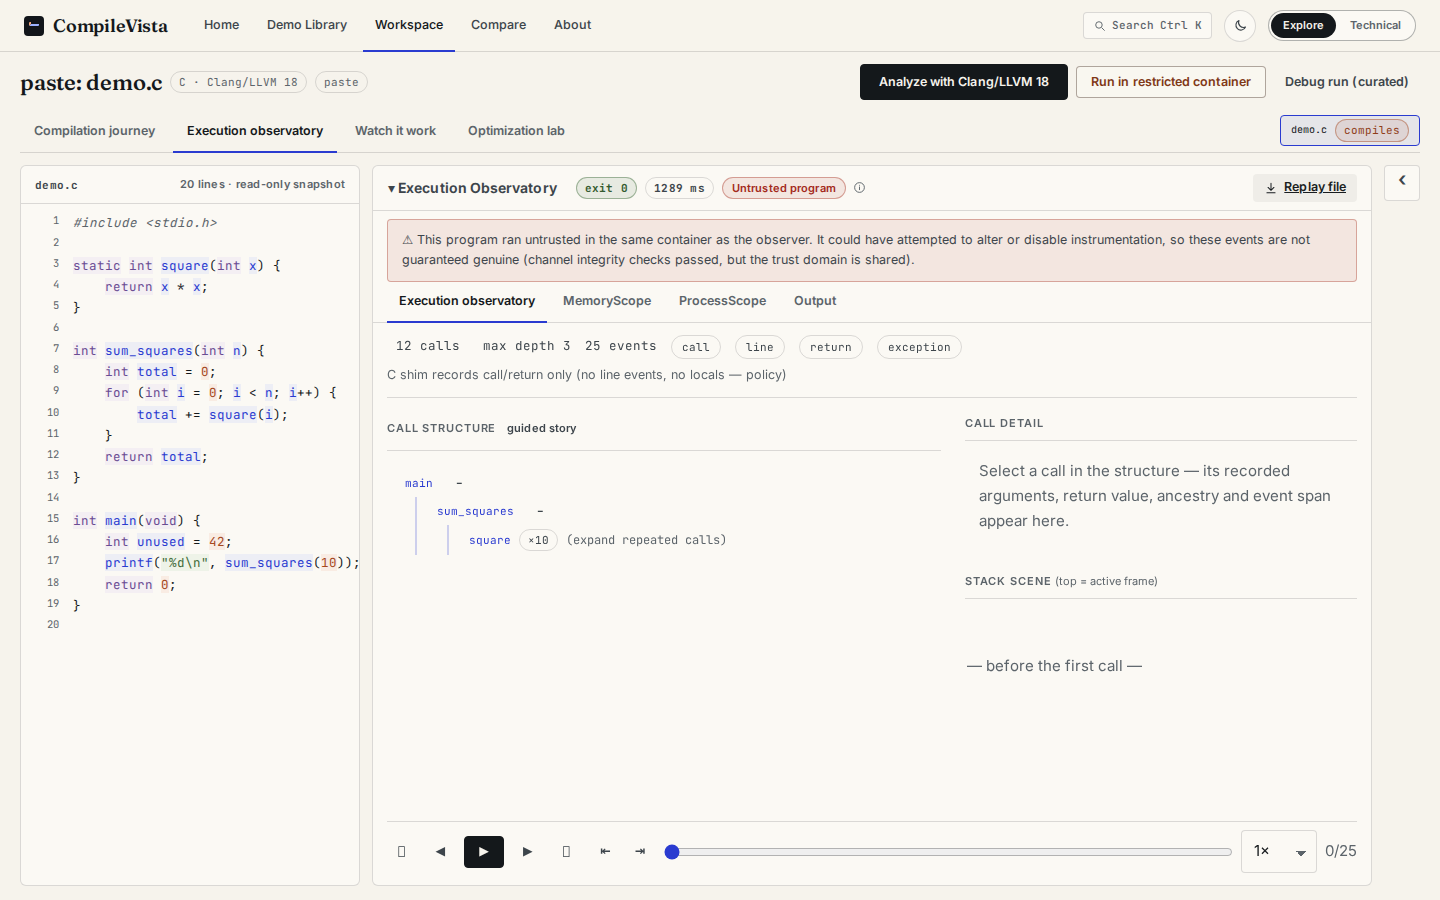 CompileVista Home Demo Library Workspace Compare About Search Ctrl K Explore Technical
paste: demo.c C · Clang/LLVM 18 paste Analyze with Clang/LLVM 18 Run in restricted container Debug run (curated)
Compilation journey Execution observatory Watch it work Optimization lab demo.c compiles
demo.c 20 lines · read-only snapshot
1 #include <stdio.h>
2
3 static int square(int x) {
4     return x * x;
5 }
6
7 int sum_squares(int n) {
8     int total = 0;
9     for (int i = 0; i < n; i++) {
10         total += square(i);
11     }
12     return total;
13 }
14
15 int main(void) {
16     int unused = 42;
17     printf("%d\n", sum_squares(10));
18     return 0;
19 }
20
▾ Execution Observatory exit 0 1289 ms Untrusted program Replay file
⚠ This program ran untrusted in the same container as the observer. It could have attempted to alter or disable instrumentation, so these events are not
guaranteed genuine (channel integrity checks passed, but the trust domain is shared).
Execution observatory MemoryScope ProcessScope Output
12 calls max depth 3 25 events call line return exception
C shim records call/return only (no line events, no locals — policy)
CALL STRUCTURE guided story
main –
sum_squares –
square ×10 (expand repeated calls)
CALL DETAIL
Select a call in the structure — its recorded
arguments, return value, ancestry and event span
appear here.
STACK SCENE (top = active frame)
— before the first call —
1× 0/25